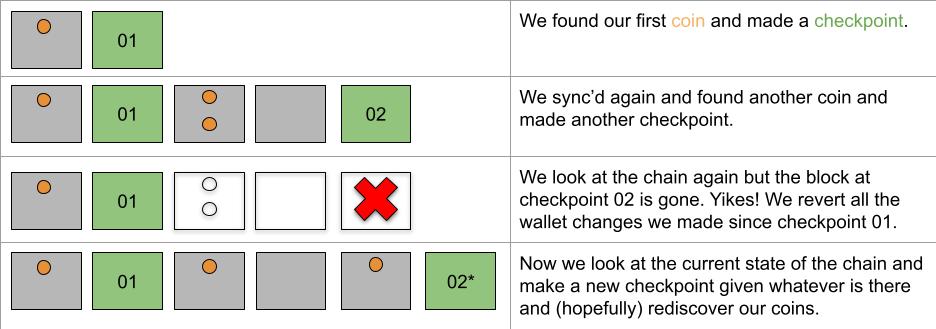 01
We found our first coin and made a checkpoint.
01
02
We sync'd again and found another coin and
made another checkpoint.
01
We look at the chain again but the block at
checkpoint 02 is gone. Yikes! We revert all the
wallet changes we made since checkpoint 01.
01
02*
Now we look at the current state of the chain and
make a new checkpoint given whatever is there
and (hopefully) rediscover our coins.